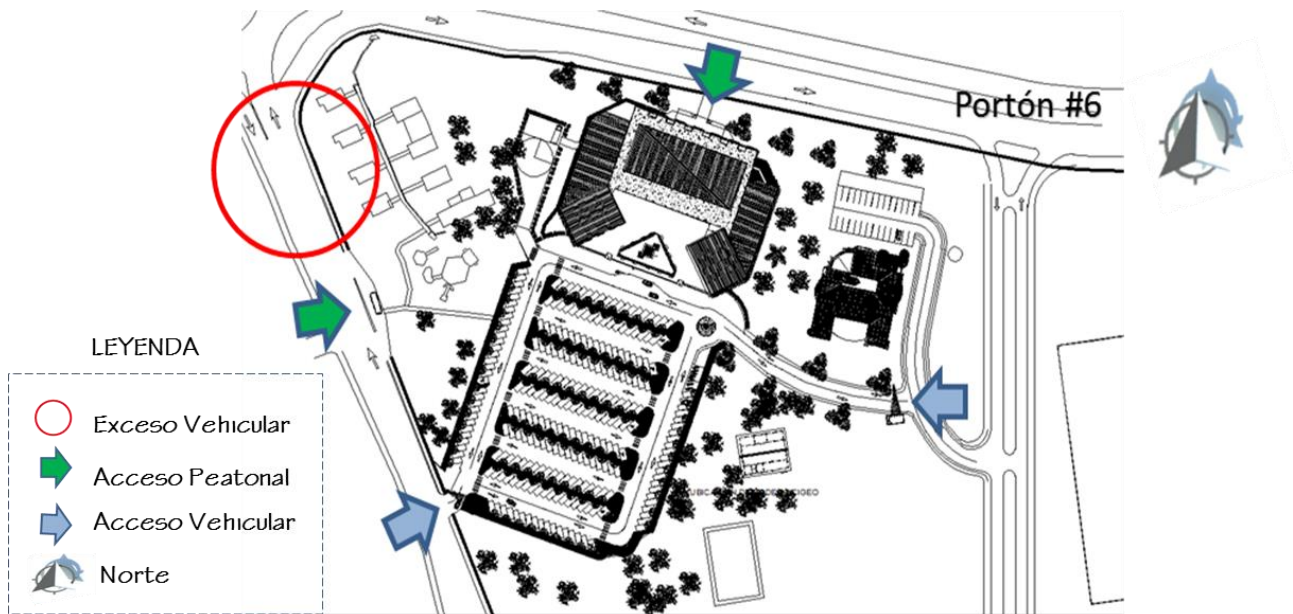 Portón #6
LEYENDA
Exceso Vehicular
Acceso Peatonal
Acceso Vehicular
Norte